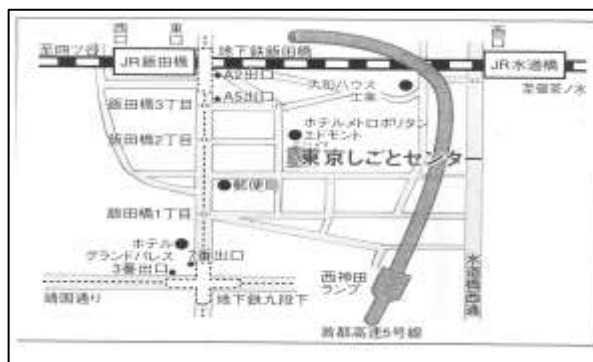 西口
東口
西口
至四ツ谷
地下鉄飯田橋
JR飯田橋
JR水道橋
A2出口
大和ハウス
工業
至御茶ノ水
A5出口
飯田橋3丁目
ホテルメトロポリタン
エドモント
飯田橋2丁目
東京しごとセンター
郵便局
飯田橋1丁目
ホテル
グランドパレス
7番出口
3番出口
西神田
ランプ
水道橋西通
靖国通り
地下鉄九段下
首都高速5号線